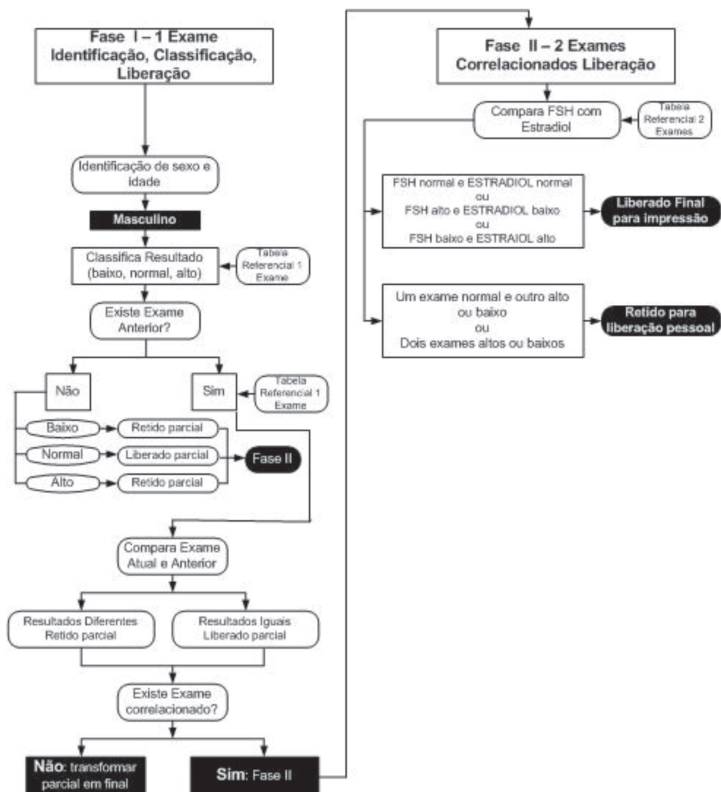 Fase I – 1 Exame
Identificação, Classificação,
Liberação
Identificação de sexo e
idade
Masculino
Classifica Resultado
(baixo, normal, alto)
Tabela
Referencial 1
Exame
Existe Exame
Anterior?
Não
Sim
Tabela
Referencial 1
Exame
Baixo
Retido parcial
Normal
Liberado parcial
Fase II
Alto
Retido parcial
Compara Exame
Atual e Anterior
Resultados Diferentes
Retido parcial
Resultados Iguais
Liberado parcial
Existe Exame
correlacionado?
Não: transformar
parcial em final
Sim: Fase II
Fase II – 2 Exames
Correlacionados Liberação
Compara FSH com
Estradiol
Tabela
Referencial 2
Exames
FSH normal e ESTRADIOL normal
ou
FSH alto e ESTRADIOL baixo
ou
FSH baixo e ESTRAIOL alto
Liberado Final
para impressão
Um exame normal e outro alto
ou baixo
ou
Dois exames altos ou baixos
Retido para
liberação pessoal